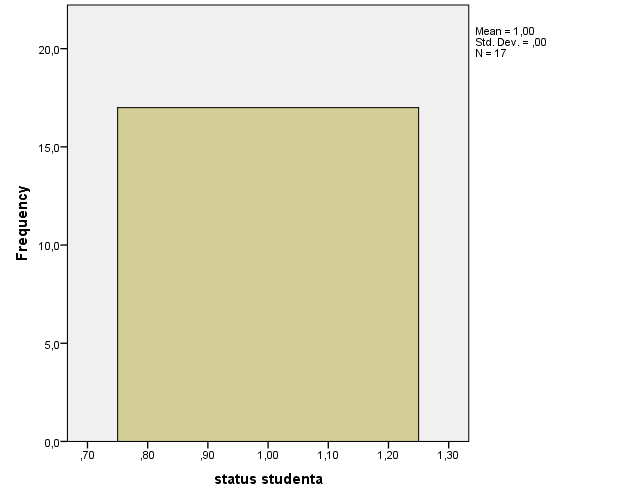 Mean = 1,00
Std. Dev. = ,00
N = 17
20,0
15,0
10,0
5,0
0,0
Frequency
,70 ,80 ,90 1,00 1,10 1,20 1,30
status studenta